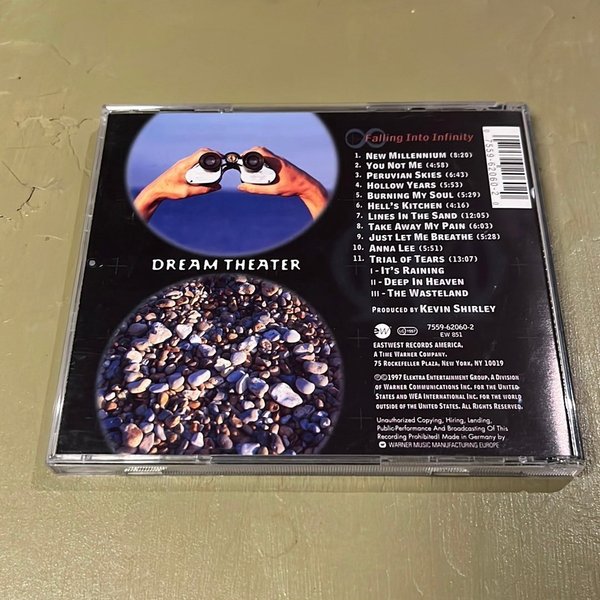 Falling Into Infinity
1. New Millennium (8:20)
2. You Not Me (4:58)
3. Peruvian Skies (6:43)
4. Hollow Years (5:53)
5. Burning My Soul (5:29)
6. Hell's Kitchen (4:16)
7. Lines In The Sand (12:05)
8. Take Away My Pain (6:03)
9. Just Let Me Breathe (5:28)
10. Anna Lee (5:51)
11. Trial of Tears (13:07)
I - It's Raining
II - Deep In Heaven
III - The Wasteland
Produced by Kevin Shirley
DREAM THEATER
7559-62060-2
EW 851
EastWest Records America.
A Time Warner Company.
75 Rockefeller Plaza, New York, NY 10019
℗©1997 Elektra Entertainment Group, A Division
of Warner Communications Inc. for the United
States and WEA International Inc. for the world
outside of the United States. All Rights Reserved.
Unauthorized Copying, Hiring, Lending,
Public-Performance And Broadcasting Of This
Recording Prohibited! Made in Germany by
WARNER MUSIC MANUFACTURING EUROPE
0 7559-62060-2 0